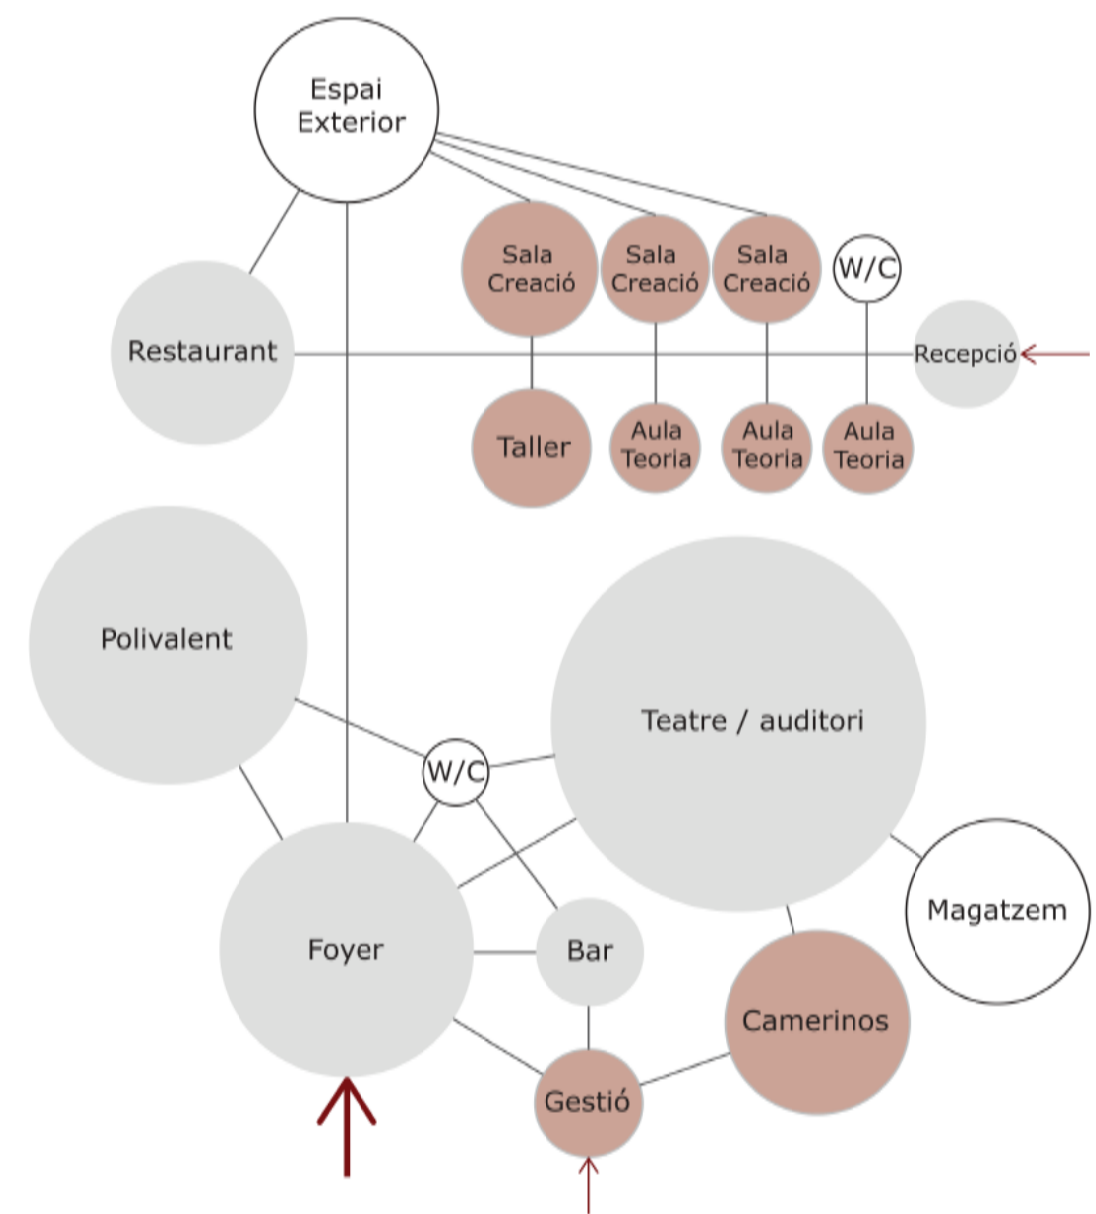 Espai
Exterior
Sala
Creació
Sala
Creació
Sala
Creació
W/C
Restaurant
Recepció
Taller
Aula
Teoria
Aula
Teoria
Aula
Teoria
Polivalent
Teatre / auditori
W/C
Magatzem
Foyer
Bar
Camerinos
Gestió